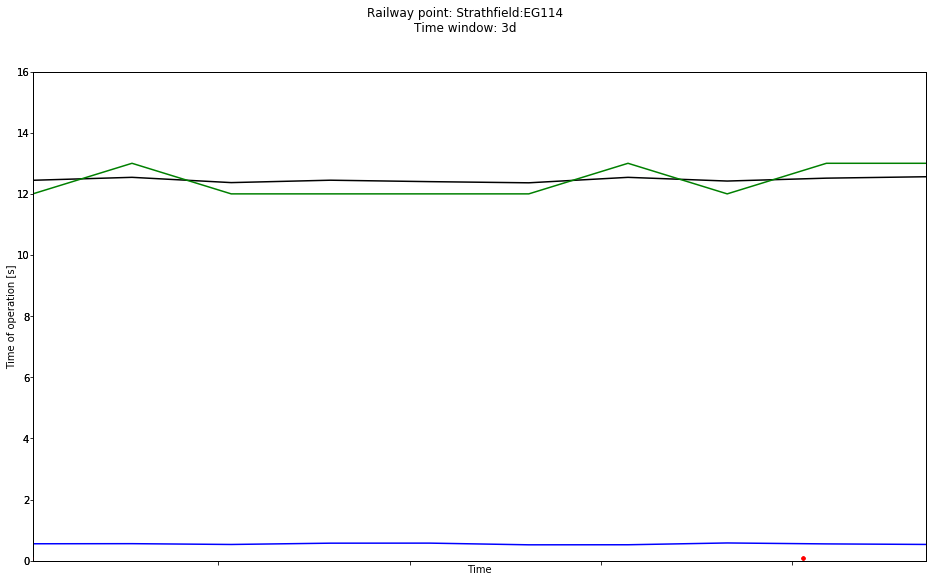 Railway point: Strathfield:EG114
Time window: 3d
16
14
12
10
8
6
4
2
0
Time of operation [s]
Time